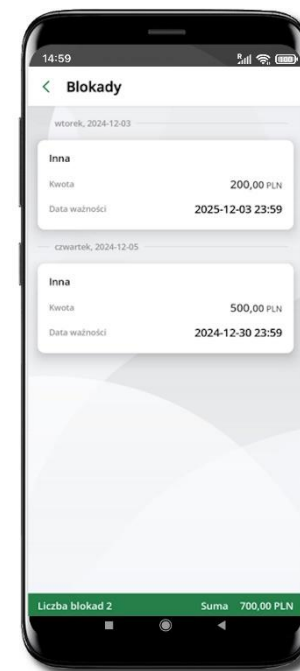 14:59
Blokady
wtorek, 2024-12-03
Inna
Kwota 200,00 PLN
Data ważności 2025-12-03 23:59
czwartek, 2024-12-05
Inna
Kwota 500,00 PLN
Data ważności 2024-12-30 23:59
Liczba blokad 2 Suma 700,00 PLN